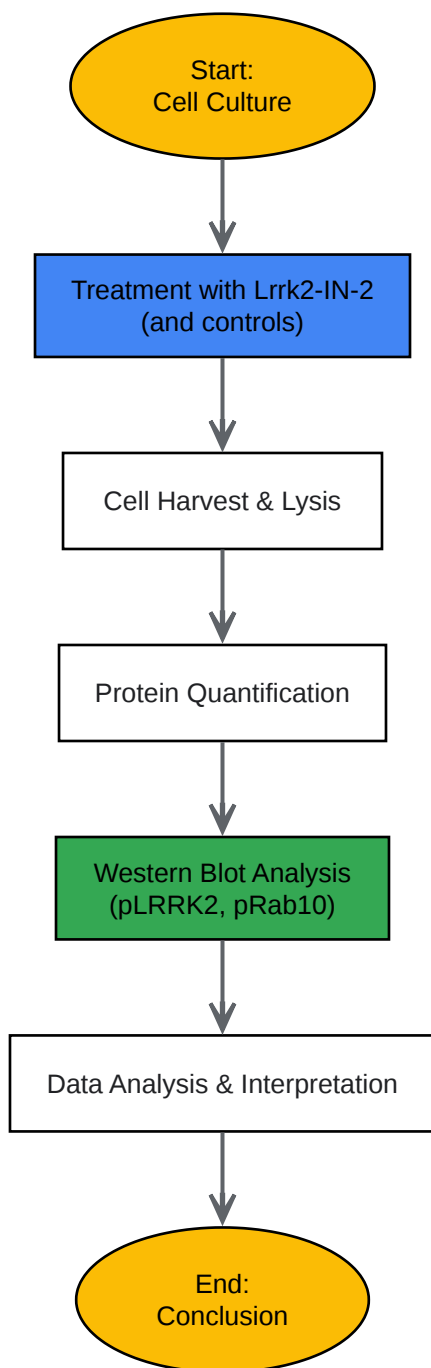 Start:
Cell Culture
Treatment with Lrrk2-IN-2
(and controls)
Cell Harvest & Lysis
Protein Quantification
Western Blot Analysis
(pLRRK2, pRab10)
Data Analysis & Interpretation
End:
Conclusion